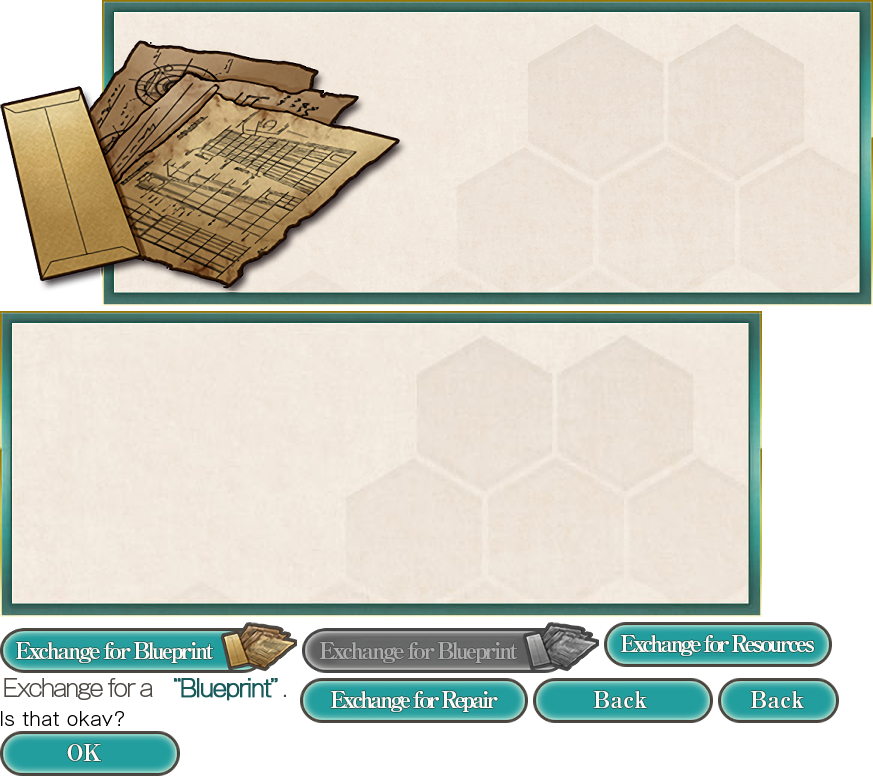 Exchange for Blueprint
Exchange for Blueprint
Exchange for Resources
Exchange for a “Blueprint”.
Is that okay?
Exchange for Repair
Back
Back
OK